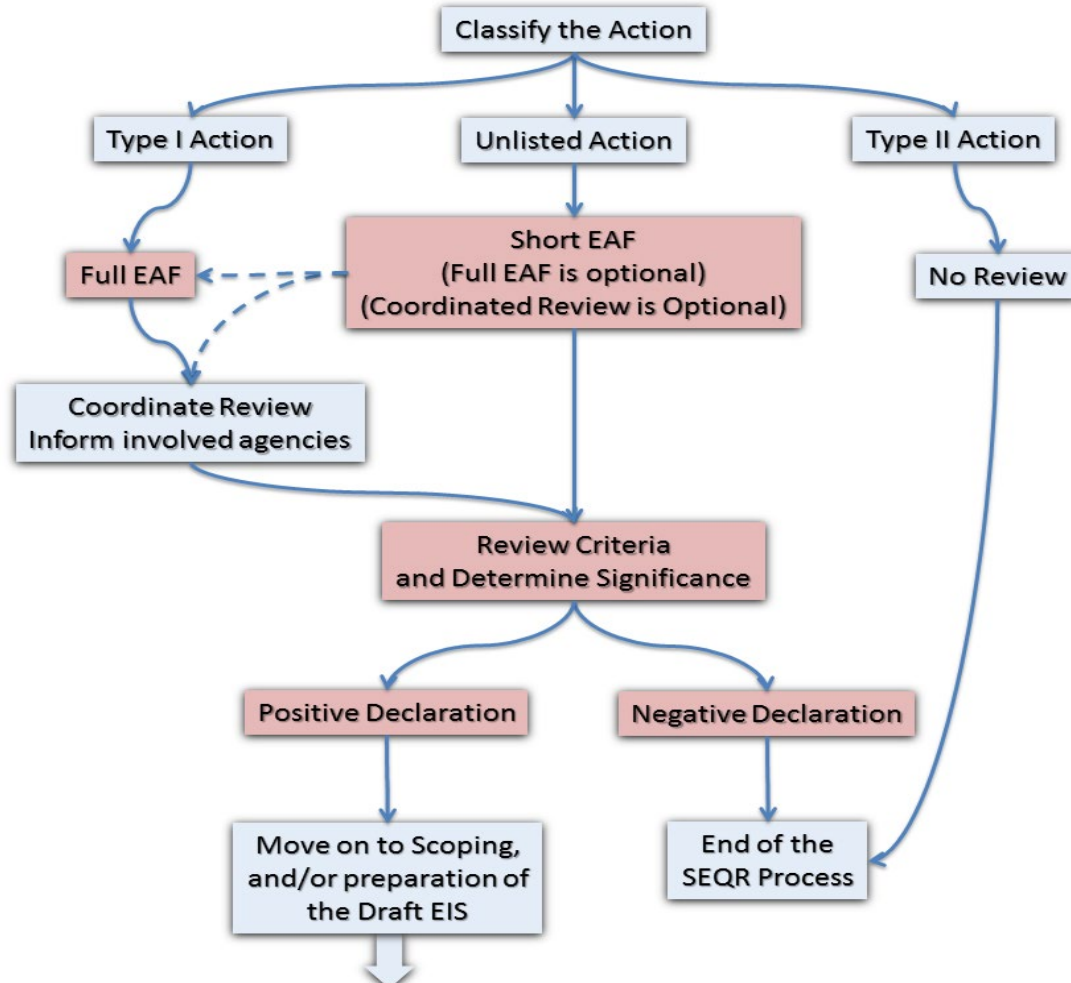 Classify the Action
Type I Action
Unlisted Action
Type II Action
Full EAF
Short EAF
(Full EAF is optional)
(Coordinated Review is Optional)
No Review
Coordinate Review
Inform involved agencies
Review Criteria
and Determine Significance
Positive Declaration
Negative Declaration
Move on to Scoping,
and/or preparation of
the Draft EIS
End of the
SEQR Process